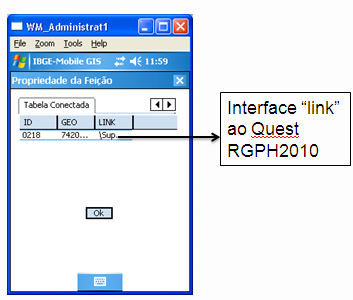 WM_Administrat1
File Zoom Tools Help
IBGE-Mobile GIS 11:59
Propriedade da Feição
Tabela Conectada
ID GEO LINK
0218 7420... \Sup...
Ok
Interface “link”
ao Quest
RGPH2010